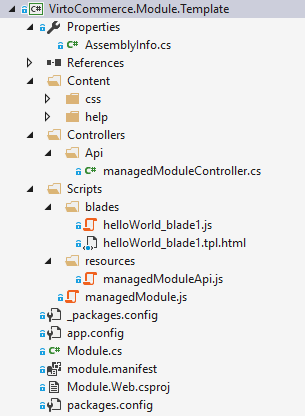 VirtoCommerce.Module.Template
Properties
AssemblyInfo.cs
References
Content
css
help
Controllers
Api
managedModuleController.cs
Scripts
blades
helloWorld_blade1.js
helloWorld_blade1.tpl.html
resources
managedModuleApi.js
managedModule.js
_packages.config
app.config
Module.cs
module.manifest
Module.Web.csproj
packages.config